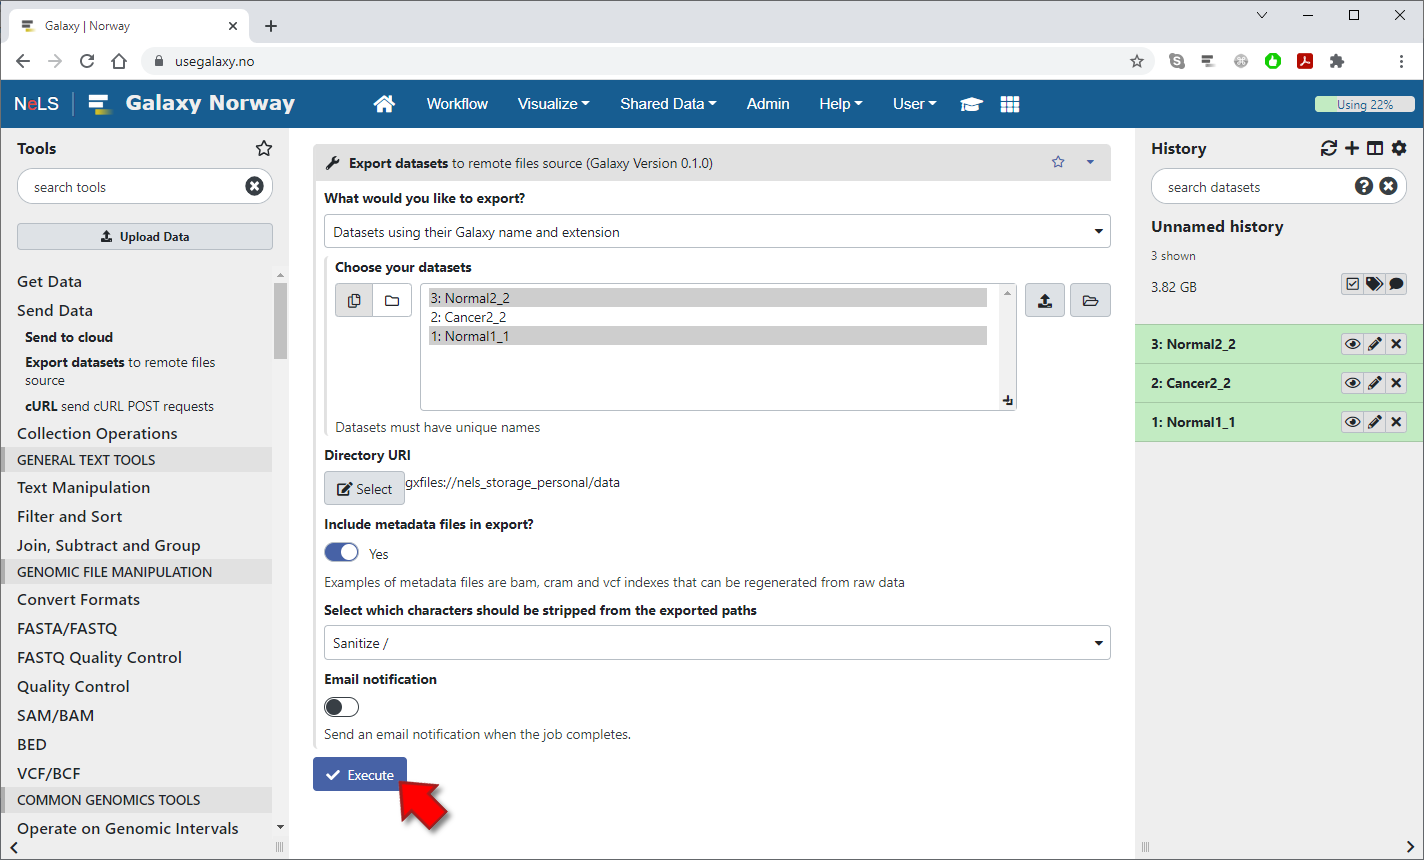 Galaxy | Norway
usegalaxy.no
NeLS
Galaxy Norway
Workflow
Visualize
Shared Data
Admin
Help
User
Using 22%
Tools
search tools
Upload Data
Get Data
Send Data
Send to cloud
Export datasets to remote files
source
cURL send cURL POST requests
Collection Operations
GENERAL TEXT TOOLS
Text Manipulation
Filter and Sort
Join, Subtract and Group
GENOMIC FILE MANIPULATION
Convert Formats
FASTA/FASTQ
FASTQ Quality Control
Quality Control
SAM/BAM
BED
VCF/BCF
COMMON GENOMICS TOOLS
Operate on Genomic Intervals
Export datasets to remote files source (Galaxy Version 0.1.0)
What would you like to export?
Datasets using their Galaxy name and extension
Choose your datasets
3: Normal2_2
2: Cancer2_2
1: Normal1_1
Datasets must have unique names
Directory URI
Select
gxfiles://nels_storage_personal/data
Include metadata files in export?
Yes
Examples of metadata files are bam, cram and vcf indexes that can be regenerated from raw data
Select which characters should be stripped from the exported paths
Sanitize /
Email notification
Send an email notification when the job completes.
Execute
History
search datasets
Unnamed history
3 shown
3.82 GB
3: Normal2_2
2: Cancer2_2
1: Normal1_1